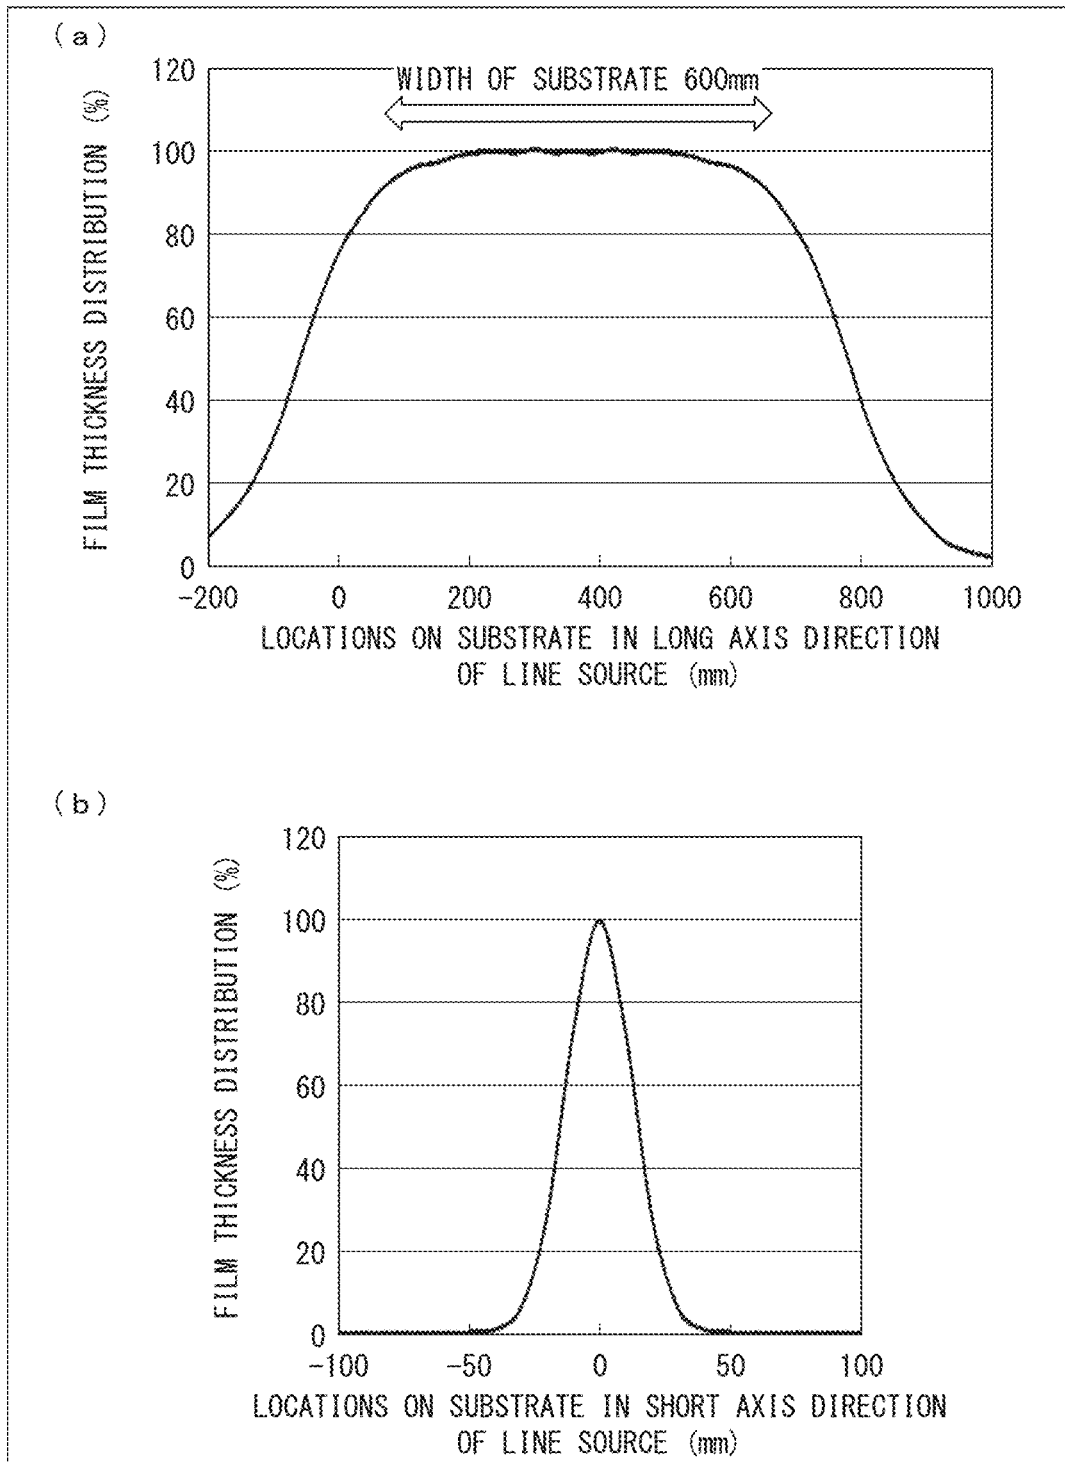 (a)
WIDTH OF SUBSTRATE 600mm
FILM THICKNESS DISTRIBUTION (%)
120
100
80
60
40
20
0
-200 0 200 400 600 800 1000
LOCATIONS ON SUBSTRATE IN LONG AXIS DIRECTION
OF LINE SOURCE (mm)
(b)
FILM THICKNESS DISTRIBUTION (%)
120
100
80
60
40
20
0
-100 -50 0 50 100
LOCATIONS ON SUBSTRATE IN SHORT AXIS DIRECTION
OF LINE SOURCE (mm)